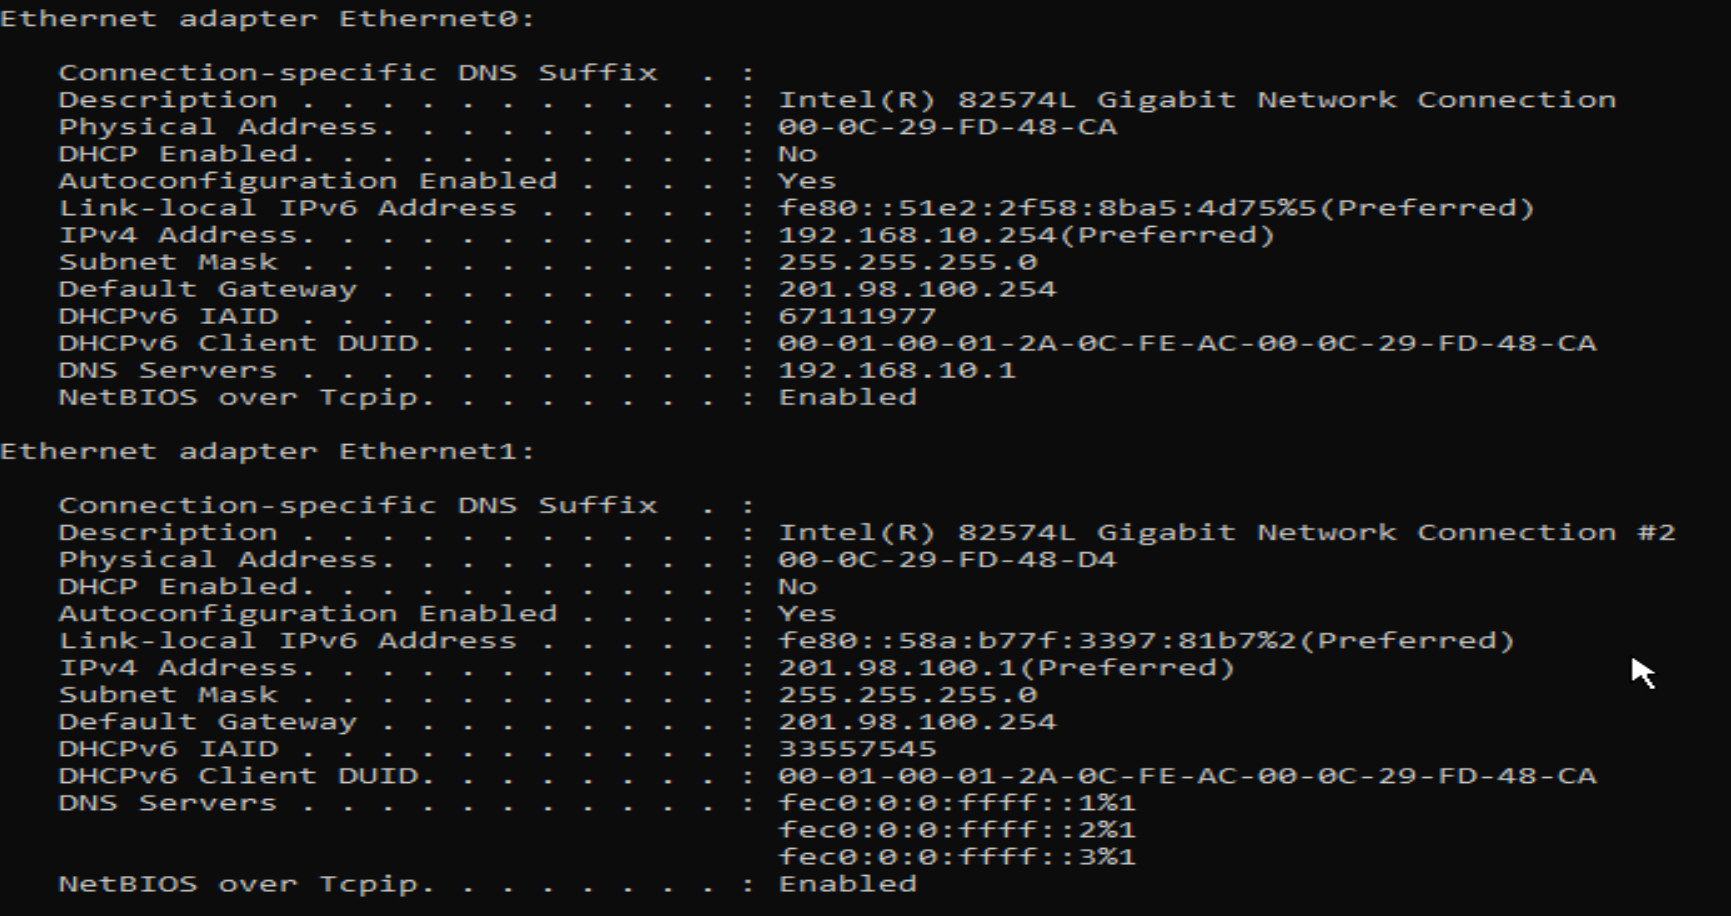 Ethernet adapter Ethernet0:
Connection-specific DNS Suffix  . :
Description . . . . . . . . . . . : Intel(R) 82574L Gigabit Network Connection
Physical Address. . . . . . . . . : 00-0C-29-FD-48-CA
DHCP Enabled. . . . . . . . . . . : No
Autoconfiguration Enabled . . . . : Yes
Link-local IPv6 Address . . . . . : fe80::51e2:2f58:8ba5:4d75%5(Preferred)
IPv4 Address. . . . . . . . . . . : 192.168.10.254(Preferred)
Subnet Mask . . . . . . . . . . . : 255.255.255.0
Default Gateway . . . . . . . . . : 201.98.100.254
DHCPv6 IAID . . . . . . . . . . . : 67111977
DHCPv6 Client DUID. . . . . . . . : 00-01-00-01-2A-0C-FE-AC-00-0C-29-FD-48-CA
DNS Servers . . . . . . . . . . . : 192.168.10.1
NetBIOS over Tcpip. . . . . . . . : Enabled
Ethernet adapter Ethernet1:
Connection-specific DNS Suffix  . :
Description . . . . . . . . . . . : Intel(R) 82574L Gigabit Network Connection #2
Physical Address. . . . . . . . . : 00-0C-29-FD-48-D4
DHCP Enabled. . . . . . . . . . . : No
Autoconfiguration Enabled . . . . : Yes
Link-local IPv6 Address . . . . . : fe80::58a:b77f:3397:81b7%2(Preferred)
IPv4 Address. . . . . . . . . . . : 201.98.100.1(Preferred)
Subnet Mask . . . . . . . . . . . : 255.255.255.0
Default Gateway . . . . . . . . . : 201.98.100.254
DHCPv6 IAID . . . . . . . . . . . : 33557545
DHCPv6 Client DUID. . . . . . . . : 00-01-00-01-2A-0C-FE-AC-00-0C-29-FD-48-CA
DNS Servers . . . . . . . . . . . : fec0:0:0:ffff::1%1
fec0:0:0:ffff::2%1
fec0:0:0:ffff::3%1
NetBIOS over Tcpip. . . . . . . . : Enabled